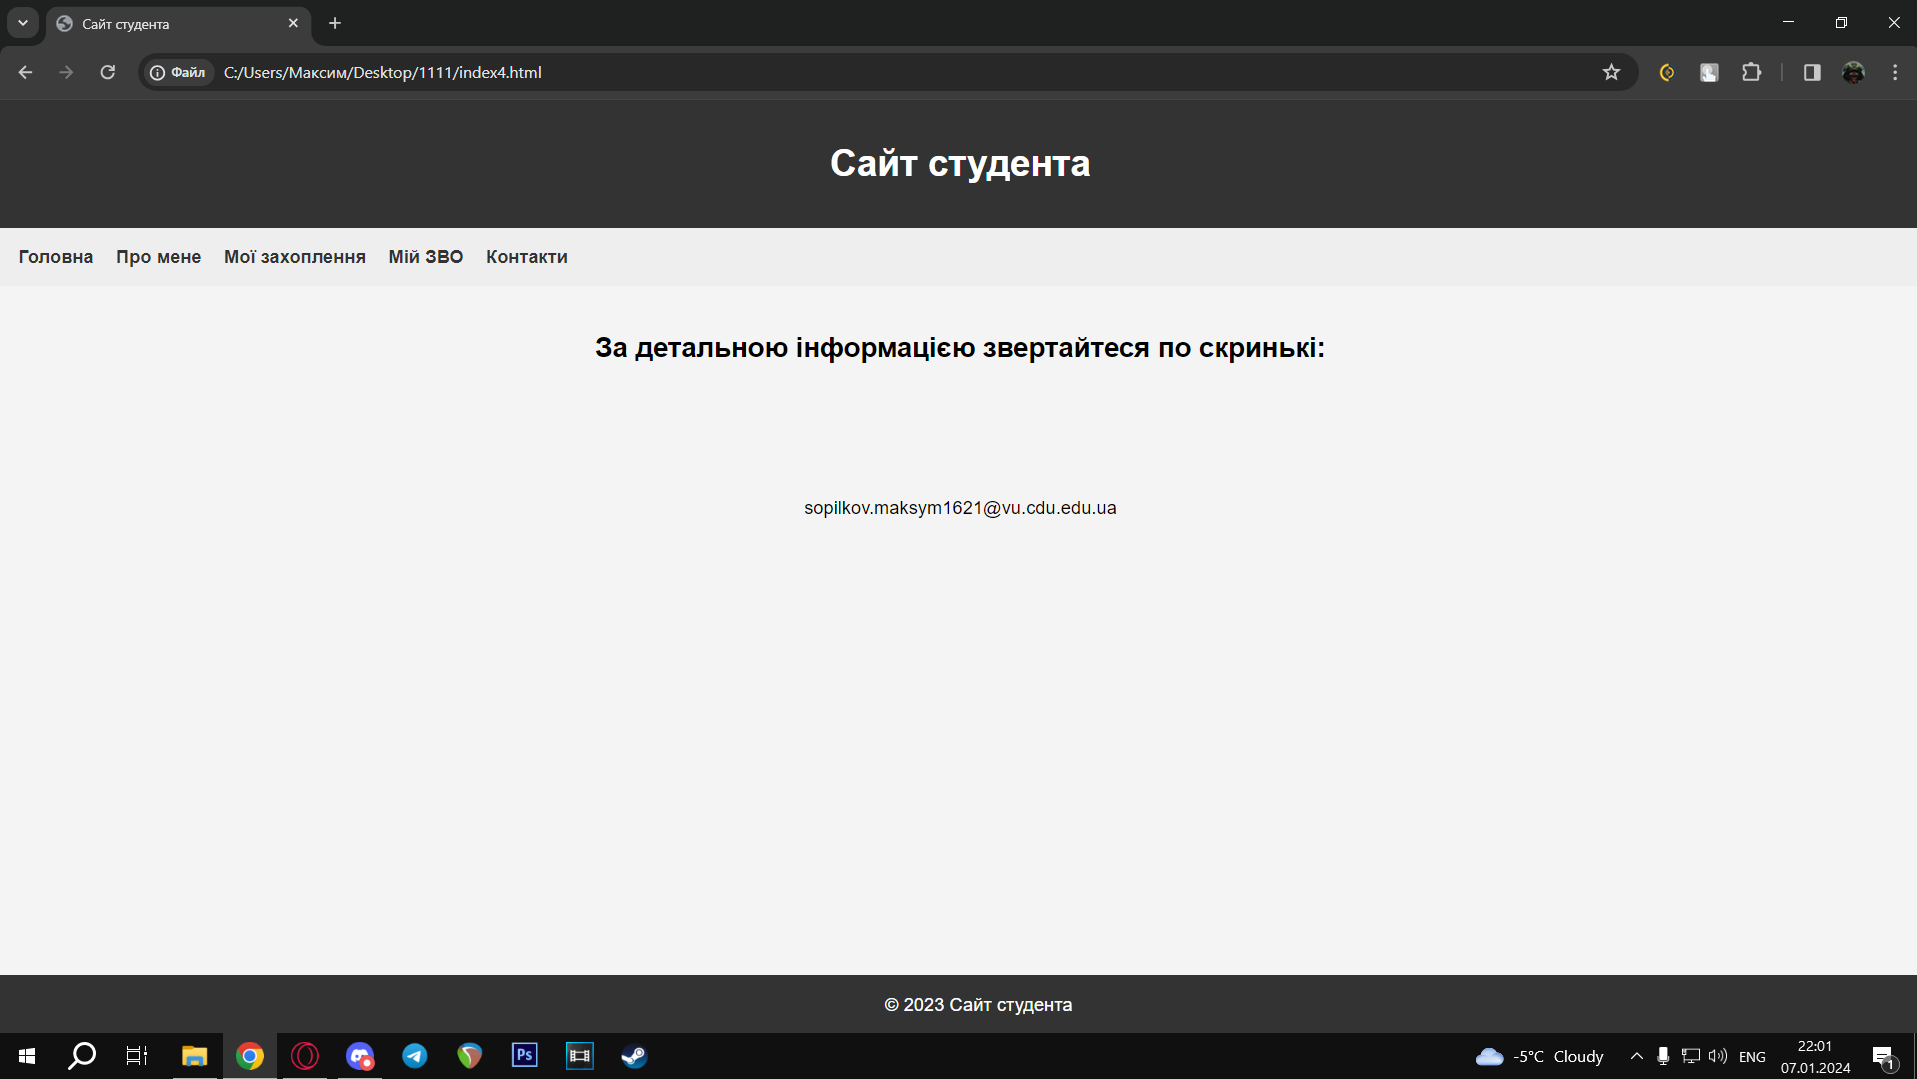 Сайт студента
Файл C:/Users/Максим/Desktop/1111/index4.html
Сайт студента
Головна Про мене Мої захоплення Мій ЗВО Контакти
За детальною інформацією звертайтеся по скринькі:
sopilkov.maksym1621@vu.cdu.edu.ua
© 2023 Сайт студента
Ps
-5°C Cloudy ENG 22:01
07.01.2024
1